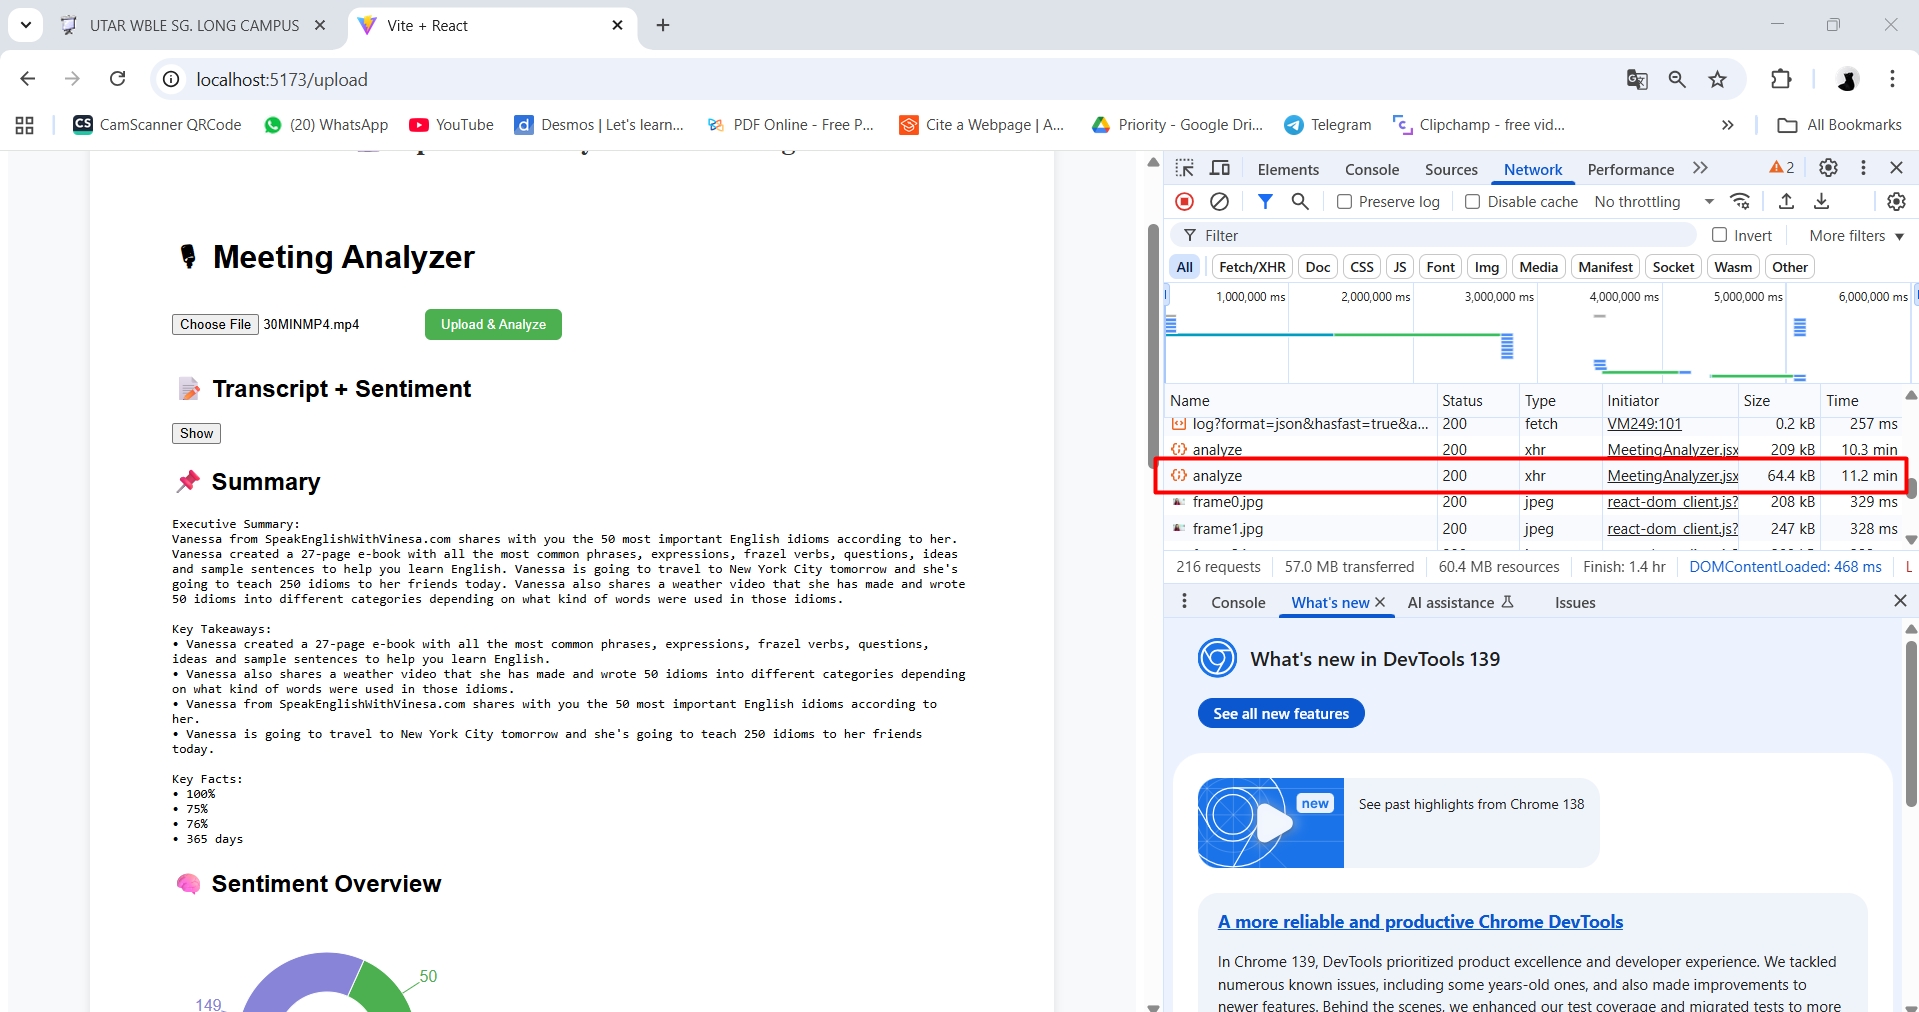 UTAR WBLE SG. LONG CAMPUS
Vite + React
localhost:5173/upload
CamScanner QRCode
(20) WhatsApp
YouTube
Desmos | Let's learn...
PDF Online - Free P...
Cite a Webpage | A...
Priority - Google Dri...
Telegram
Clipchamp - free vid...
All Bookmarks
Meeting Analyzer
Choose File 30MINMP4.mp4
Upload & Analyze
Transcript + Sentiment
Show
Summary
Executive Summary:
Vanessa from SpeakEnglishWithVinesa.com shares with you the 50 most important English idioms according to her.
Vanessa created a 27-page e-book with all the most common phrases, expressions, frazel verbs, questions, ideas
and sample sentences to help you learn English. Vanessa is going to travel to New York City tomorrow and she's
going to teach 250 idioms to her friends today. Vanessa also shares a weather video that she has made and wrote
50 idioms into different categories depending on what kind of words were used in those idioms.
Key Takeaways:
• Vanessa created a 27-page e-book with all the most common phrases, expressions, frazel verbs, questions,
ideas and sample sentences to help you learn English.
• Vanessa also shares a weather video that she has made and wrote 50 idioms into different categories depending
on what kind of words were used in those idioms.
• Vanessa from SpeakEnglishWithVinesa.com shares with you the 50 most important English idioms according to
her.
• Vanessa is going to travel to New York City tomorrow and she's going to teach 250 idioms to her friends
today.
Key Facts:
• 100%
• 75%
• 76%
• 365 days
Sentiment Overview
50
149
Elements
Console
Sources
Network
Performance
2
Preserve log
Disable cache
No throttling
Filter
Invert
More filters
All
Fetch/XHR
Doc
CSS
JS
Font
Img
Media
Manifest
Socket
Wasm
Other
1,000,000 ms
2,000,000 ms
3,000,000 ms
4,000,000 ms
5,000,000 ms
6,000,000 ms
Name Status Type Initiator Size Time
log?format=json&hasfast=true&a... 200 fetch VM249:101 0.2 kB 257 ms
analyze 200 xhr MeetingAnalyzer.jsx 209 kB 10.3 min
analyze 200 xhr MeetingAnalyzer.jsx 64.4 kB 11.2 min
frame0.jpg 200 jpeg react-dom_client.js? 208 kB 329 ms
frame1.jpg 200 jpeg react-dom_client.js? 247 kB 328 ms
216 requests
57.0 MB transferred
60.4 MB resources
Finish: 1.4 hr
DOMContentLoaded: 468 ms
L
Console
What's new
AI assistance
Issues
What's new in DevTools 139
See all new features
new
See past highlights from Chrome 138
A more reliable and productive Chrome DevTools
In Chrome 139, DevTools prioritized product excellence and developer experience. We tackled
numerous known issues, including some years-old ones, and also made improvements to
newer features. Behind the scenes, we enhanced our test coverage and migrated tests to more